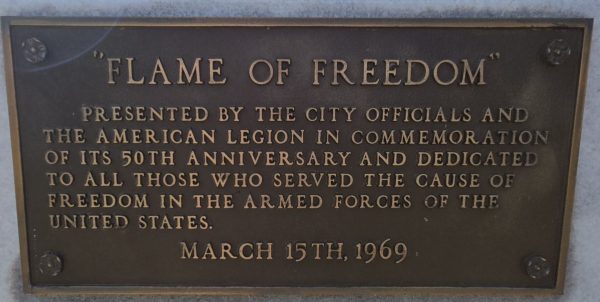 "FLAME OF FREEDOM"
PRESENTED BY THE CITY OFFICIALS AND
THE AMERICAN LEGION IN COMMEMORATION
OF ITS 50TH ANNIVERSARY AND DEDICATED
TO ALL THOSE WHO SERVED THE CAUSE OF
FREEDOM IN THE ARMED FORCES OF THE
UNITED STATES.
MARCH 15TH, 1969